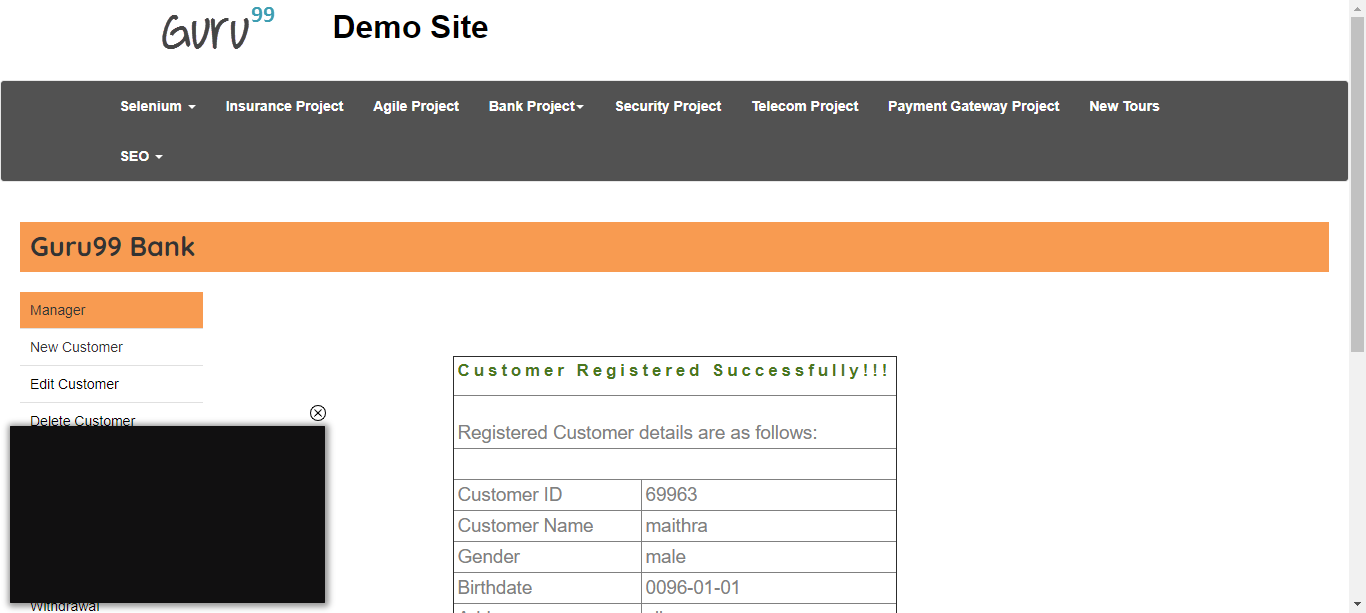 Guru99 Demo Site
Selenium Insurance Project Agile Project Bank Project Security Project Telecom Project Payment Gateway Project New Tours
SEO
Guru99 Bank
Manager
New Customer
Edit Customer
Delete Customer
Customer Registered Successfully!!!
Registered Customer details are as follows:
Customer ID 69963
Customer Name maithra
Gender male
Birthdate 0096-01-01
Withdrawal